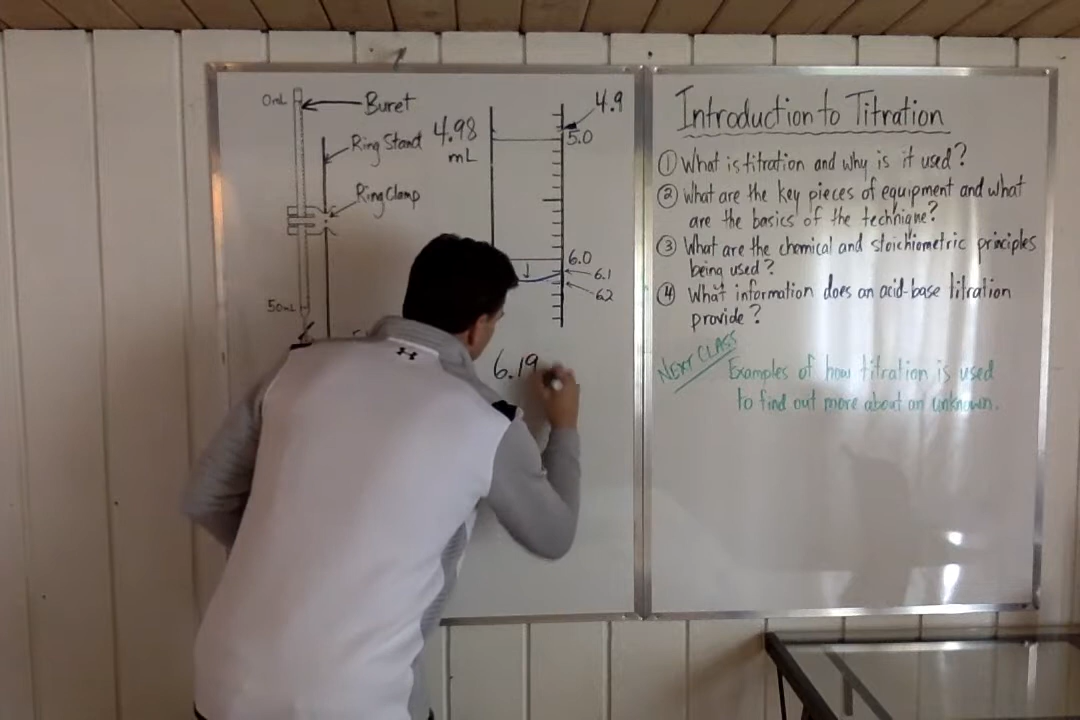 0mL
Buret
Ring Stand
Ring Clamp
50mL
4.98
mL
4.9
5.0
6.0
6.1
6.2
6.19
Introduction to Titration
① What is titration and why is it used?
② What are the key pieces of equipment and what
are the basics of the technique?
③ What are the chemical and stoichiometric principles
being used?
④ What information does an acid-base titration
provide?
NEXT CLASS
Examples of how titration is used
to find out more about an unknown.